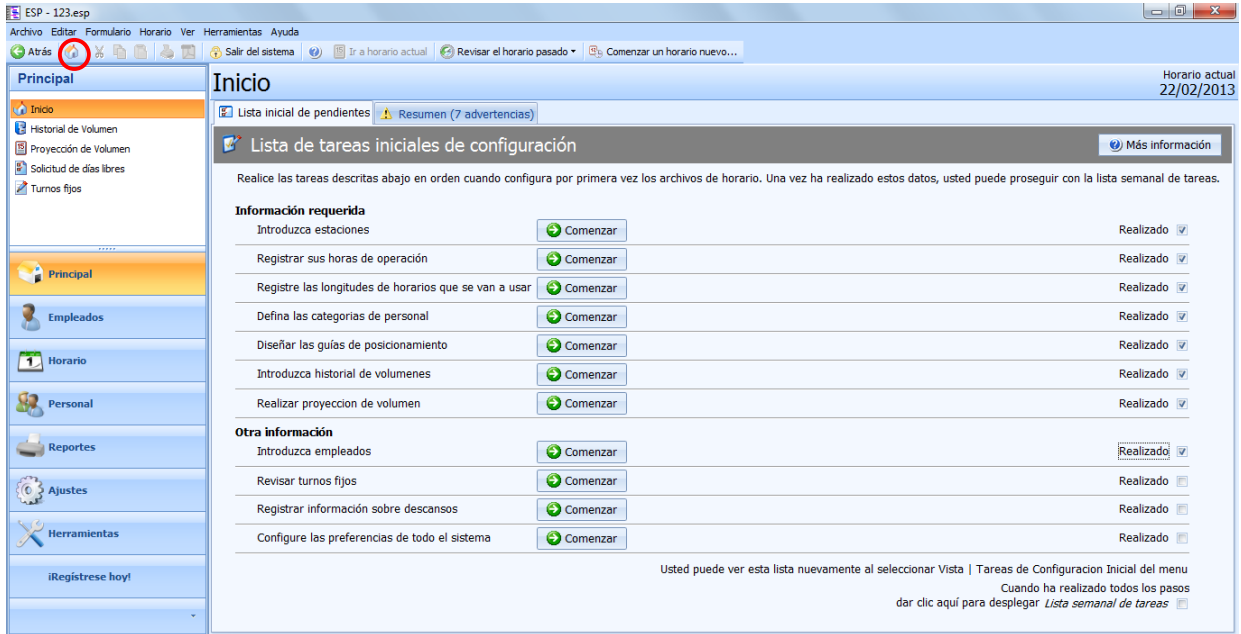 ESP - 123.esp
Archivo Editar Formulario Horario Ver Herramientas Ayuda
Atrás Salir del sistema Ir a horario actual Revisar el horario pasado Comenzar un horario nuevo...
Principal
Inicio
Historial de Volumen
Proyección de Volumen
Solicitud de días libres
Turnos fijos
Principal
Empleados
Horario
Personal
Reportes
Ajustes
Herramientas
¡Regístrese hoy!
Inicio
Horario actual
22/02/2013
Lista inicial de pendientes Resumen (7 advertencias)
Lista de tareas iniciales de configuración Más información
Realice las tareas descritas abajo en orden cuando configura por primera vez los archivos de horario. Una vez ha realizado estos datos, usted puede proseguir con la lista semanal de tareas.
Información requerida
Introduzca estaciones Comenzar Realizado
Registrar sus horas de operación Comenzar Realizado
Registre las longitudes de horarios que se van a usar Comenzar Realizado
Defina las categorias de personal Comenzar Realizado
Diseñar las guías de posicionamiento Comenzar Realizado
Introduzca historial de volumenes Comenzar Realizado
Realizar proyeccion de volumen Comenzar Realizado
Otra información
Introduzca empleados Comenzar Realizado
Revisar turnos fijos Comenzar Realizado
Registrar información sobre descansos Comenzar Realizado
Configure las preferencias de todo el sistema Comenzar Realizado
Usted puede ver esta lista nuevamente al seleccionar Vista | Tareas de Configuracion Inicial del menu
Cuando ha realizado todos los pasos
dar clic aquí para desplegar Lista semanal de tareas